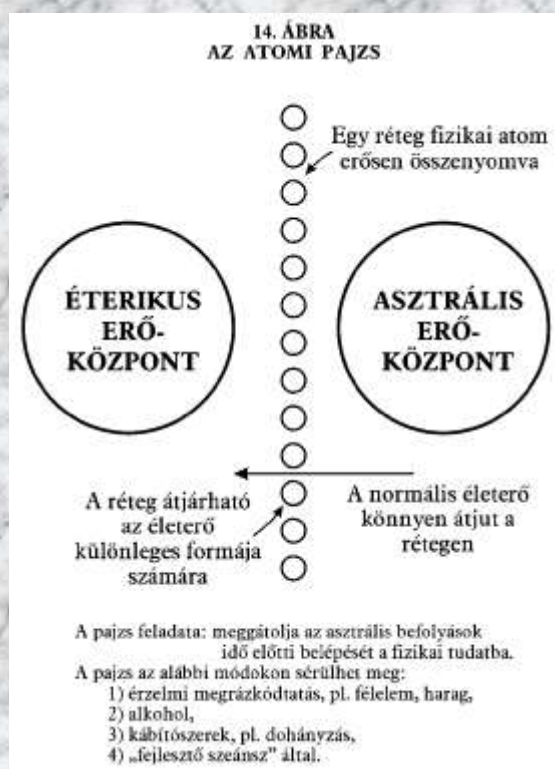 14. ÁBRA
AZ ATOMI PAJZS
Egy réteg fizikai atom
erősen összenyomva
ÉTERIKUS
ERŐ-
KÖZPONT
ASZTRÁLIS
ERŐ-
KÖZPONT
A réteg átjárható
az életerő
különleges formája
számára
A normális életerő
könnyen átjut a
rétegen
A pajzs feladata: meggátolja az asztrális befolyások
idő előtti belépését a fizikai tudatba.
A pajzs az alábbi módokon sérülhet meg:
1) érzelmi megrázkódtatás, pl. félelem, harag,
2) alkohol,
3) kábítószerek, pl. dohányzás,
4) „fejlesztő szeánsz” által.